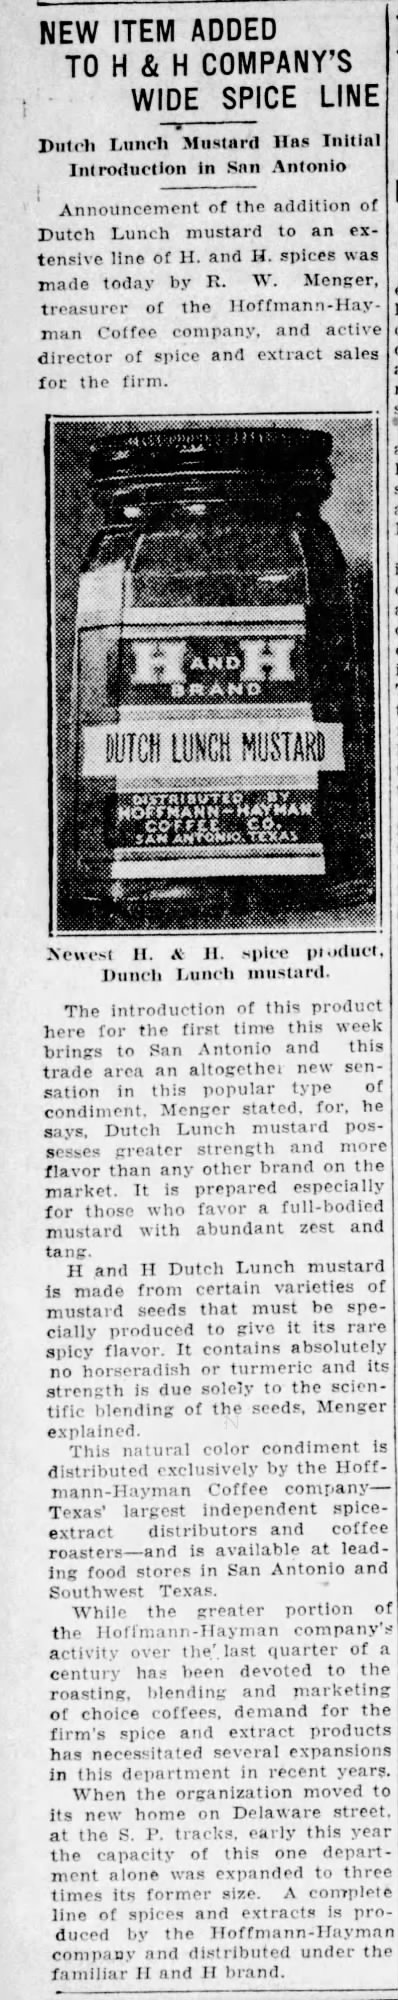 NEW ITEM ADDED
TO H & H COMPANY'S
WIDE SPICE LINE
Dutch Lunch Mustard Has Initial
Introduction in San Antonio
Announcement of the addition of
Dutch Lunch mustard to an ex-
tensive line of H. and H. spices was
made today by R. W. Menger,
treasurer of the Hoffmann-Hay-
man Coffee company, and active
director of spice and extract sales
for the firm.
H AND H
BRAND
DUTCH LUNCH MUSTARD
DISTRIBUTED BY
HOFFMANN-HAYMAN
COFFEE CO.
SAN ANTONIO, TEXAS
Newest H. & H. spice product,
Dunch Lunch mustard.
The introduction of this product
here for the first time this week
brings to San Antonio and this
trade area an altogether new sen-
sation in this popular type of
condiment, Menger stated, for, he
says, Dutch Lunch mustard pos-
sesses greater strength and more
flavor than any other brand on the
market. It is prepared especially
for those who favor a full-bodied
mustard with abundant zest and
tang.
H and H Dutch Lunch mustard
is made from certain varieties of
mustard seeds that must be spe-
cially produced to give it its rare
spicy flavor. It contains absolutely
no horseradish or turmeric and its
strength is due solely to the scien-
tific blending of the seeds, Menger
explained.
This natural color condiment is
distributed exclusively by the Hoff-
mann-Hayman Coffee company—
Texas' largest independent spice-
extract distributors and coffee
roasters—and is available at lead-
ing food stores in San Antonio and
Southwest Texas.
While the greater portion of
the Hoffmann-Hayman company's
activity over the last quarter of a
century has been devoted to the
roasting, blending and marketing
of choice coffees, demand for the
firm's spice and extract products
has necessitated several expansions
in this department in recent years.
When the organization moved to
its new home on Delaware street,
at the S. P. tracks, early this year
the capacity of this one depart-
ment alone was expanded to three
times its former size. A complete
line of spices and extracts is pro-
duced by the Hoffmann-Hayman
company and distributed under the
familiar H and H brand.